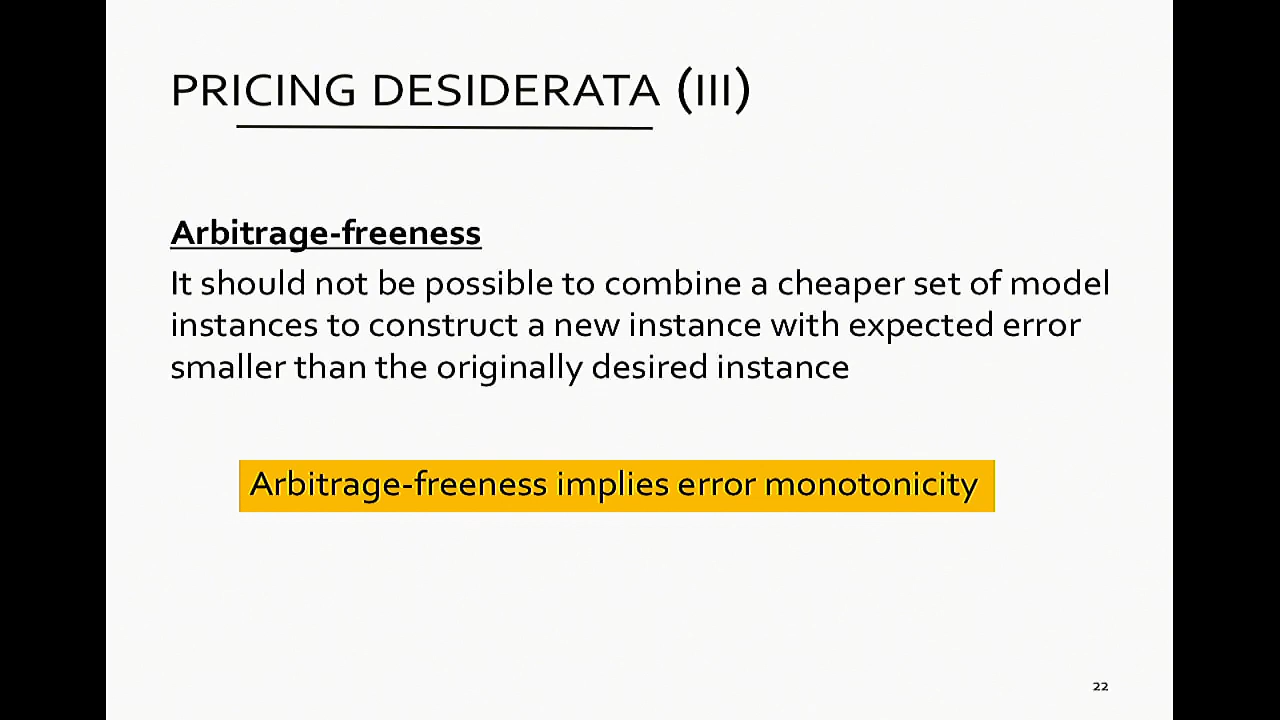 PRICING DESIDERATA (III)
Arbitrage-freeness
It should not be possible to combine a cheaper set of model
instances to construct a new instance with expected error
smaller than the originally desired instance
Arbitrage-freeness implies error monotonicity
22